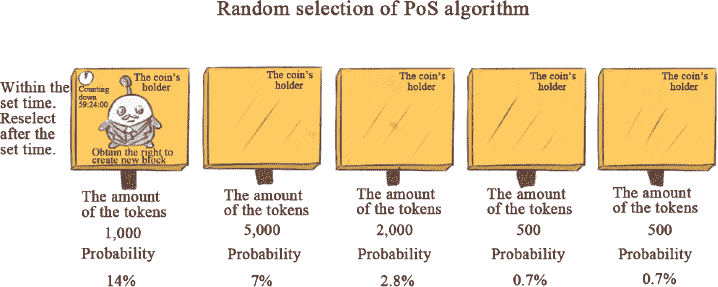 Random selection of PoS algorithm
Within the
set time.
Reselect
after the
set time.
Counting
down
59:24:00
The coin's
holder
Obtain the right to
create new block
The coin's
holder
The coin's
holder
The coin's
holder
The coin's
holder
The amount
of the tokens
1,000
Probability
14%
The amount
of the tokens
5,000
Probability
7%
The amount
of the tokens
2,000
Probability
2.8%
The amount
of the tokens
500
Probability
0.7%
The amount
of the tokens
500
Probability
0.7%